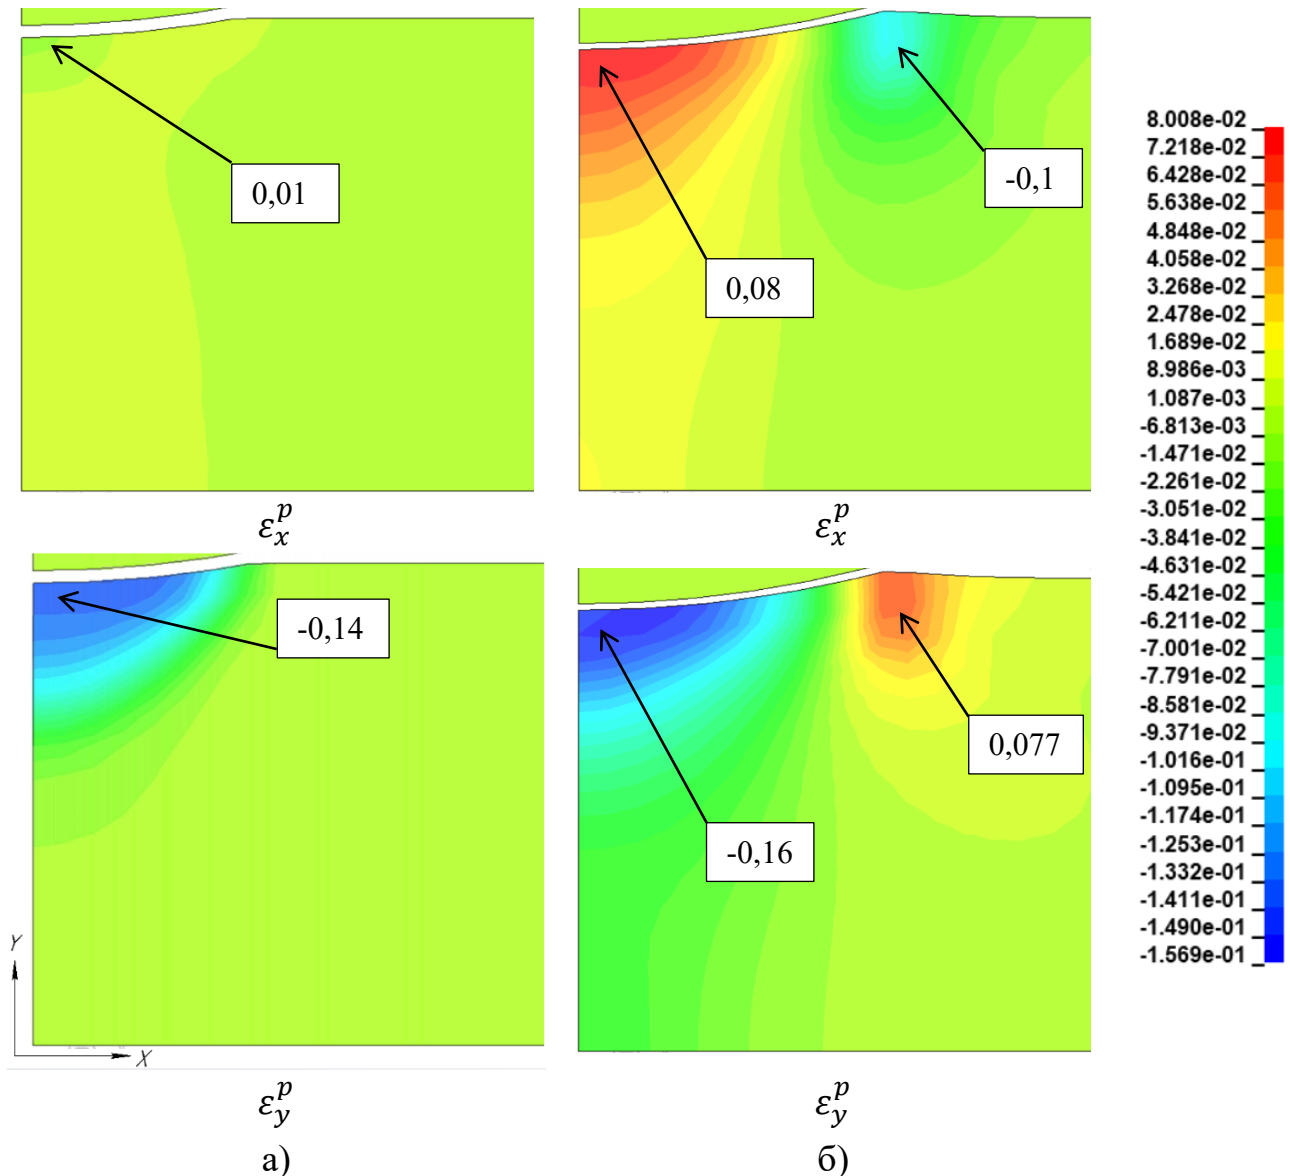 0,01
-0,1
0,08
ε_x^p
ε_x^p
-0,14
0,077
-0,16
Y
X
ε_y^p
ε_y^p
а)
б)
8.008e-02
7.218e-02
6.428e-02
5.638e-02
4.848e-02
4.058e-02
3.268e-02
2.478e-02
1.689e-02
8.986e-03
1.087e-03
-6.813e-03
-1.471e-02
-2.261e-02
-3.051e-02
-3.841e-02
-4.631e-02
-5.421e-02
-6.211e-02
-7.001e-02
-7.791e-02
-8.581e-02
-9.371e-02
-1.016e-01
-1.095e-01
-1.174e-01
-1.253e-01
-1.332e-01
-1.411e-01
-1.490e-01
-1.569e-01